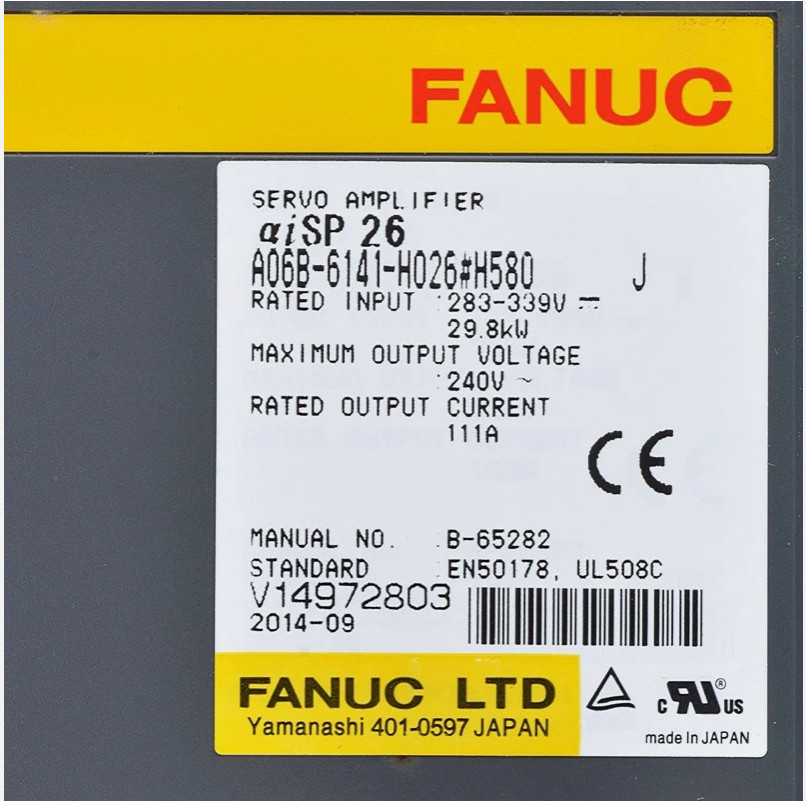 FANUC
SERVO AMPLIFIER
αiSP 26
A06B-6141-H026#H580 J
RATED INPUT :283-339V ⎓
29.8kW
MAXIMUM OUTPUT VOLTAGE
:240V ~
RATED OUTPUT CURRENT
:111A
CE
MANUAL NO. :B-65282
STANDARD :EN50178, UL508C
V14972803
2014-09
FANUC LTD
Yamanashi 401-0597 JAPAN
c RU ® US
made In JAPAN